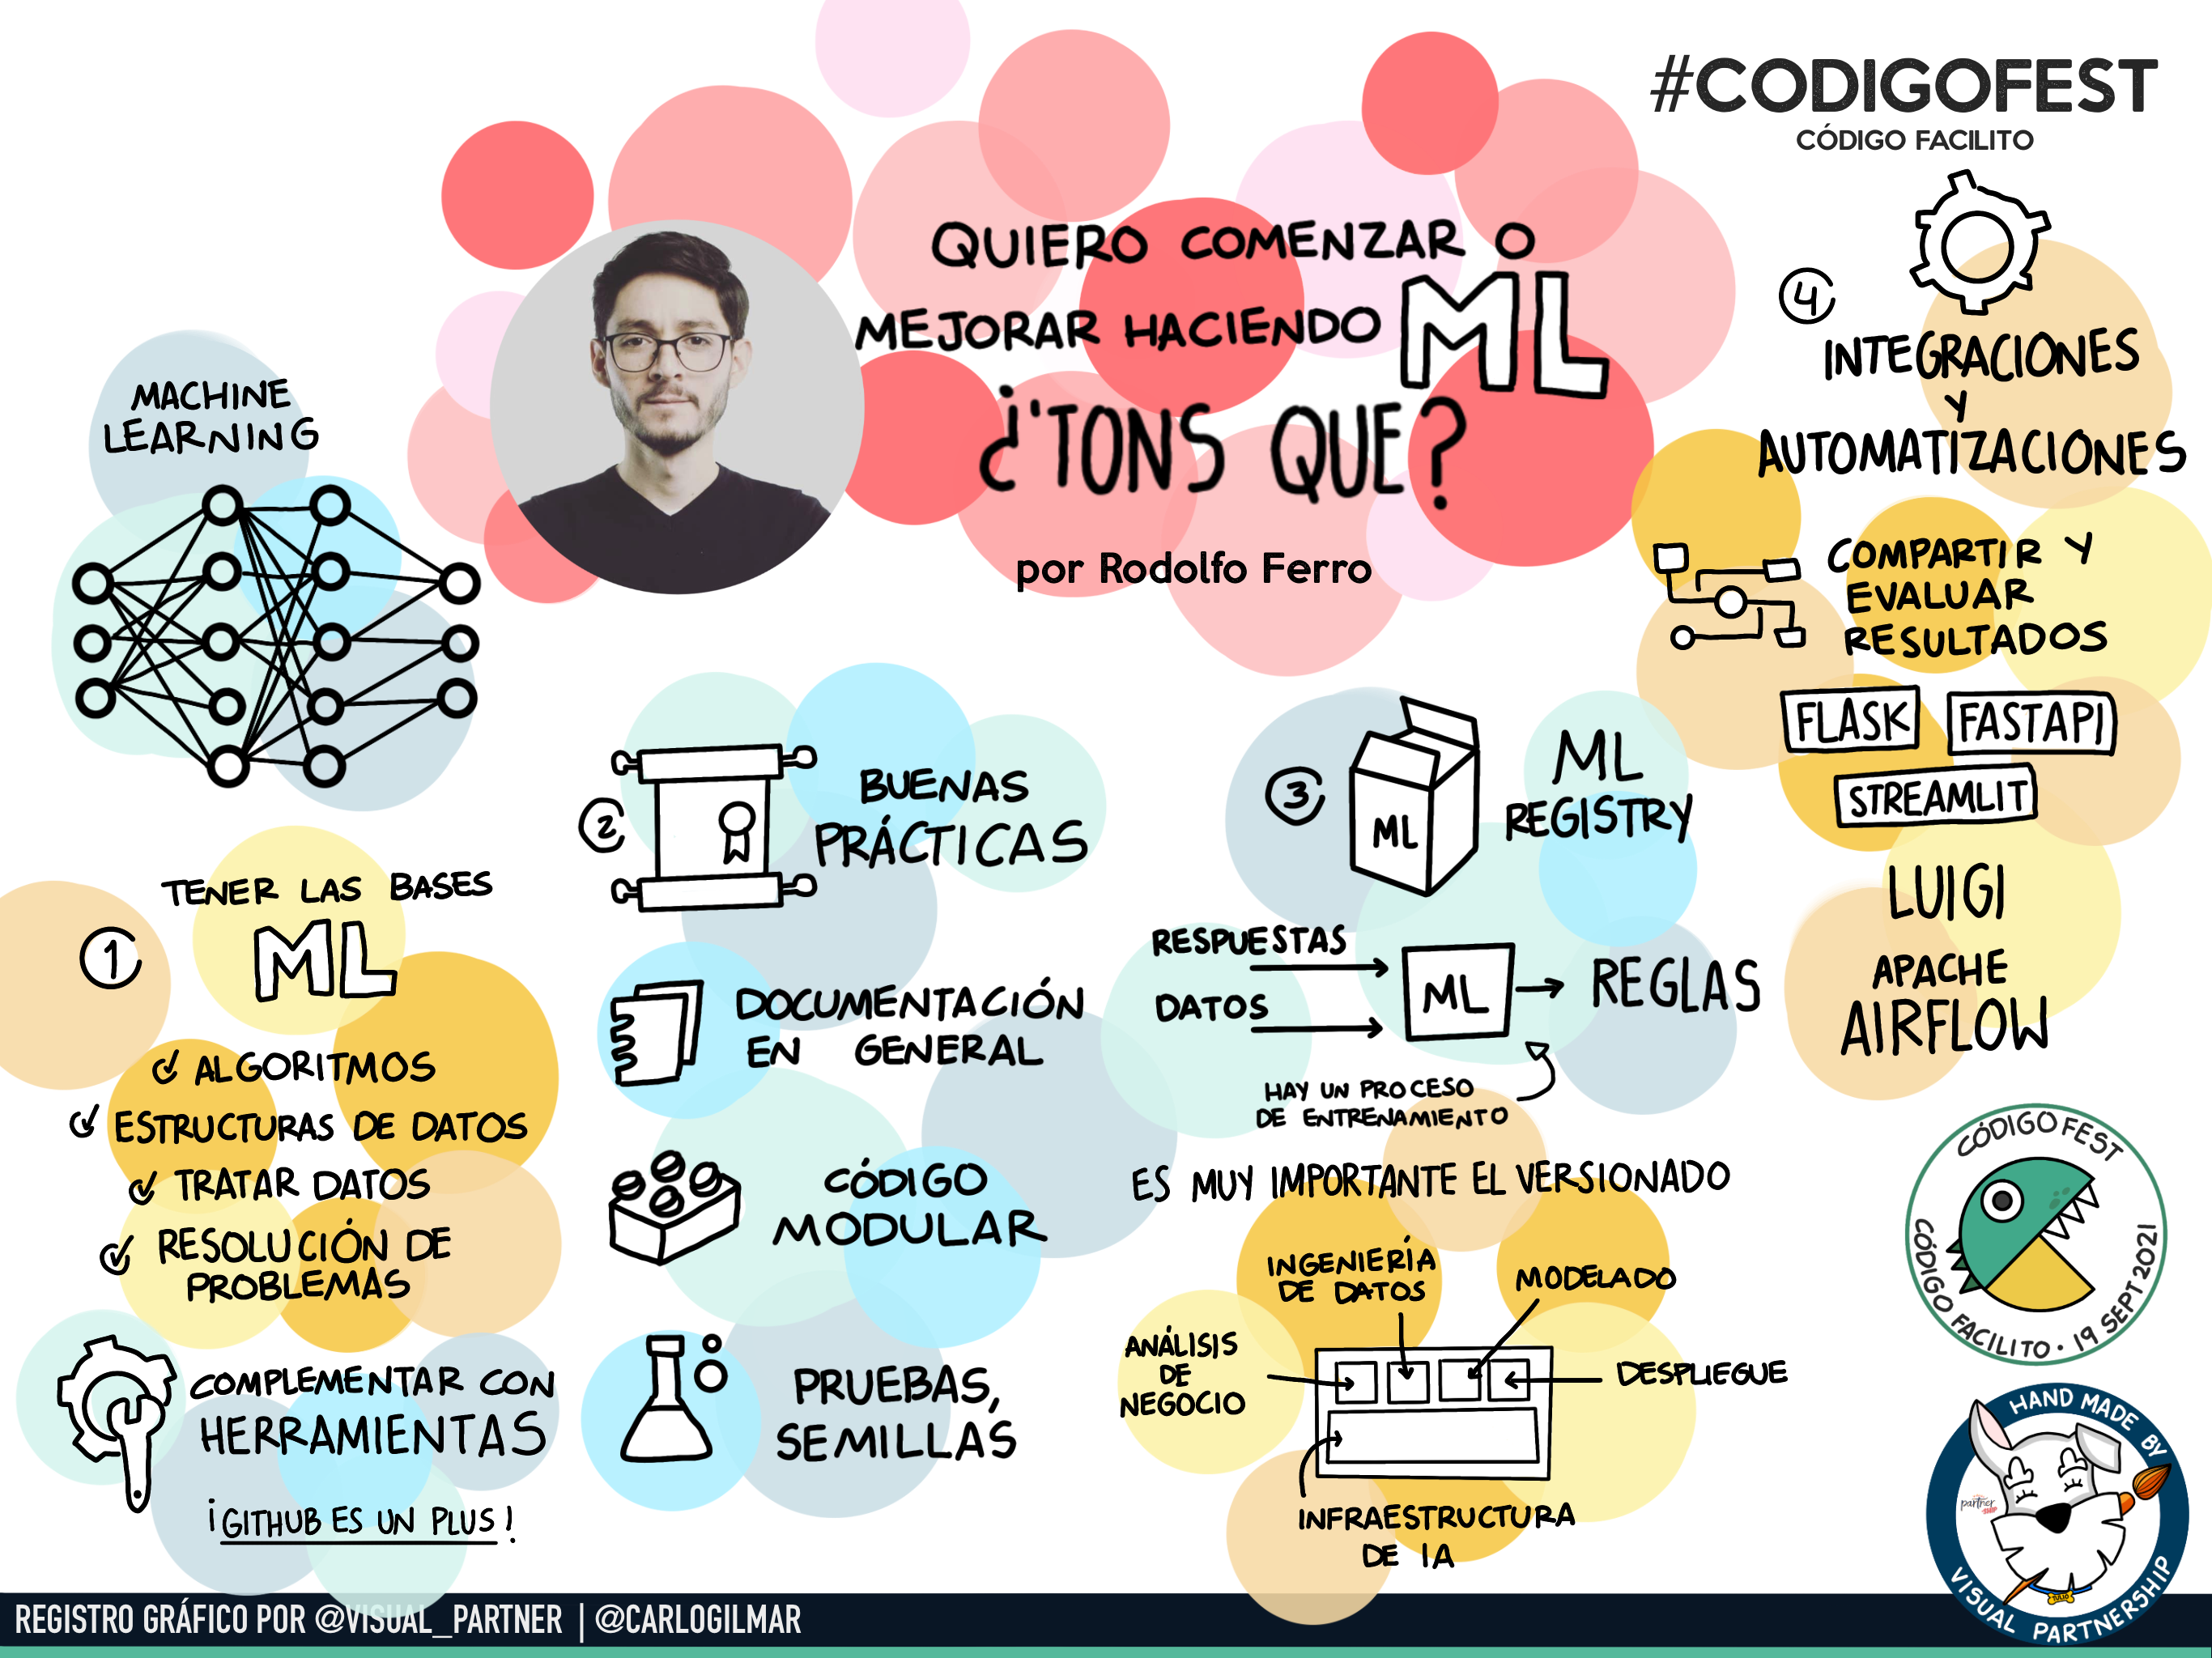 #CODIGOFEST
CÓDIGO FACILITO
QUIERO COMENZAR O
MEJORAR HACIENDO ML
¿'TONS QUE?
por Rodolfo Ferro
MACHINE
LEARNING
1
TENER LAS BASES
ML
ALGORITMOS
ESTRUCTURAS DE DATOS
TRATAR DATOS
RESOLUCIÓN DE
PROBLEMAS
COMPLEMENTAR CON
HERRAMIENTAS
¡GITHUB ES UN PLUS!
2
BUENAS
PRÁCTICAS
DOCUMENTACIÓN
EN GENERAL
CÓDIGO
MODULAR
PRUEBAS,
SEMILLAS
3
ML
ML
REGISTRY
RESPUESTAS
DATOS
ML
REGLAS
HAY UN PROCESO
DE ENTRENAMIENTO
ES MUY IMPORTANTE EL VERSIONADO
INGENIERÍA
DE DATOS
MODELADO
ANÁLISIS
DE
NEGOCIO
DESPLIEGUE
INFRAESTRUCTURA
DE IA
4
INTEGRACIONES
Y
AUTOMATIZACIONES
COMPARTIR Y
EVALUAR
RESULTADOS
FLASK
FASTAPI
STREAMLIT
LUIGI
APACHE
AIRFLOW
CÓDIGO FEST
CÓDIGO FACILITO • 19 SEPT 2021
HAND MADE BY
partner
VISUAL PARTNERSHIP
REGISTRO GRÁFICO POR @VISUAL_PARTNER | @CARLOGILMAR